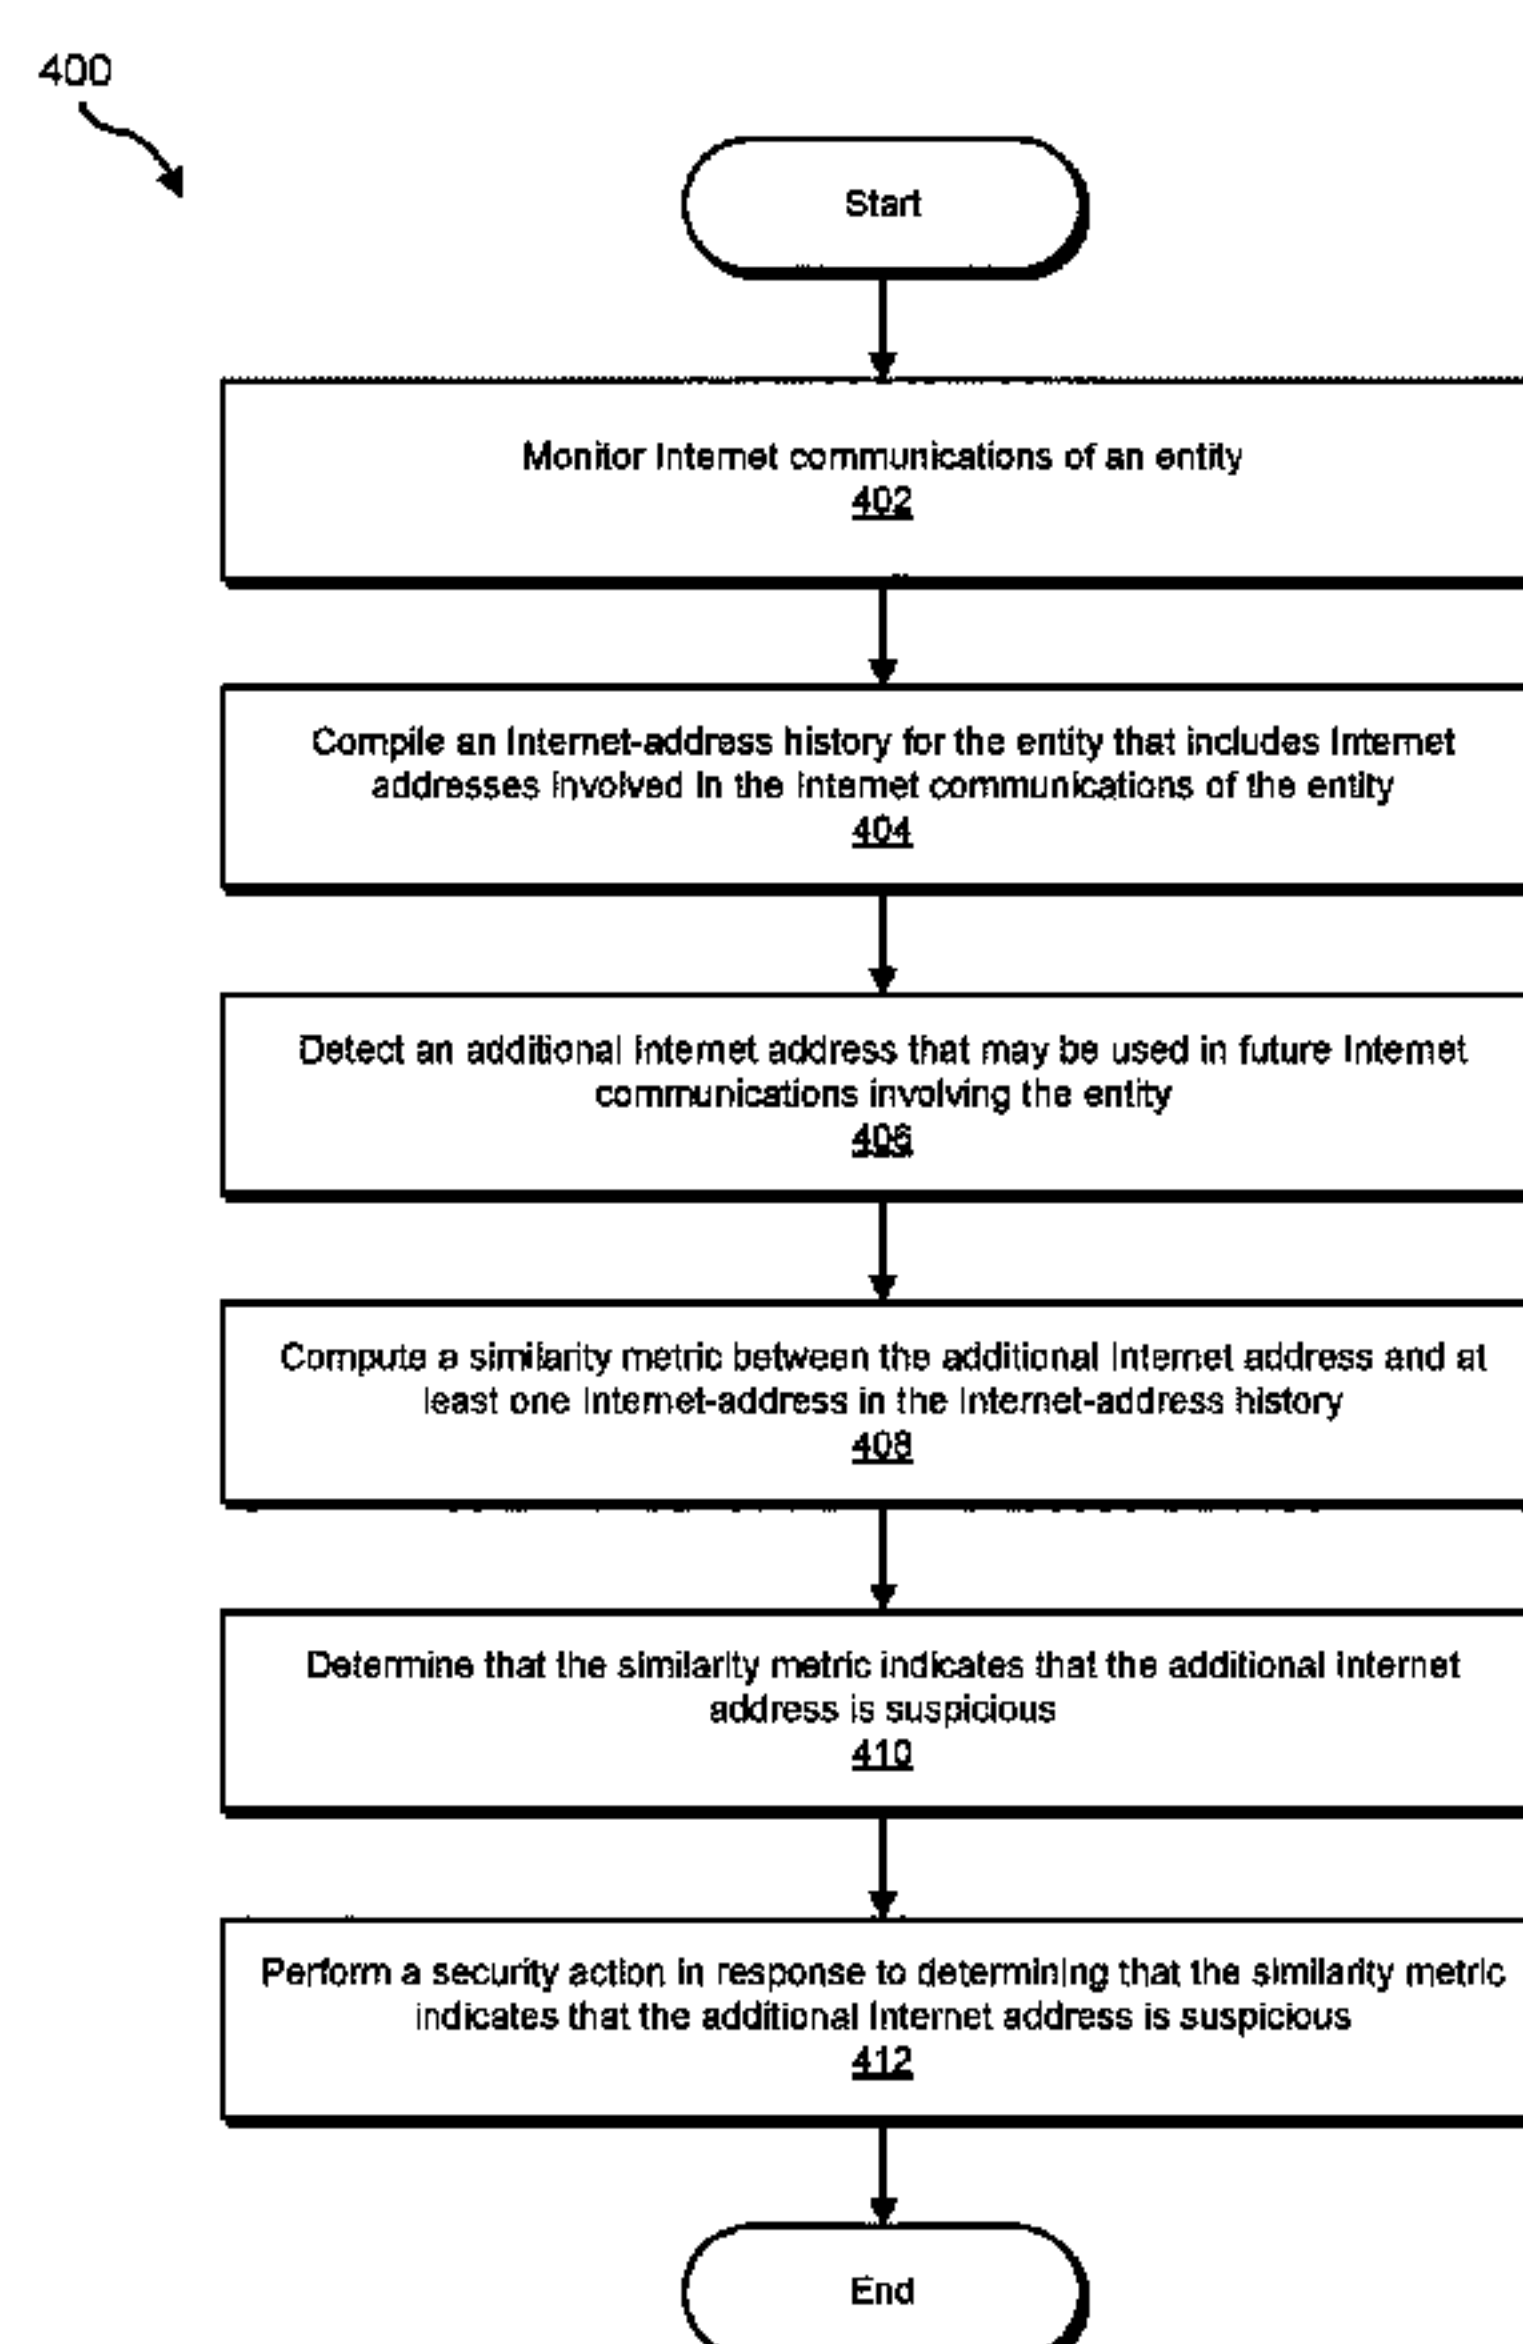 400
Start
Monitor Internet communications of an entity
402
Compile an Internet-address history for the entity that includes Internet
addresses involved in the Internet communications of the entity
404
Detect an additional Internet address that may be used in future Internet
communications involving the entity
406
Compute a similarity metric between the additional Internet address and at
least one Internet-address in the Internet-address history
408
Determine that the similarity metric indicates that the additional Internet
address is suspicious
410
Perform a security action in response to determining that the similarity metric
indicates that the additional Internet address is suspicious
412
End